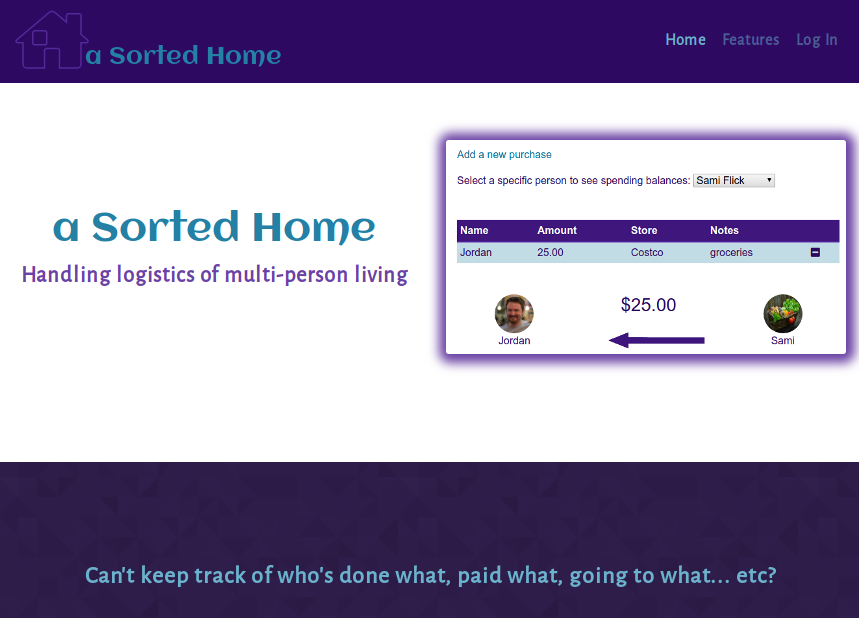 a Sorted Home
Home Features Log In
a Sorted Home
Handling logistics of multi-person living
Add a new purchase
Select a specific person to see spending balances: Sami Flick
Name Amount Store Notes
Jordan 25.00 Costco groceries
$25.00
Jordan Sami
Can't keep track of who's done what, paid what, going to what... etc?